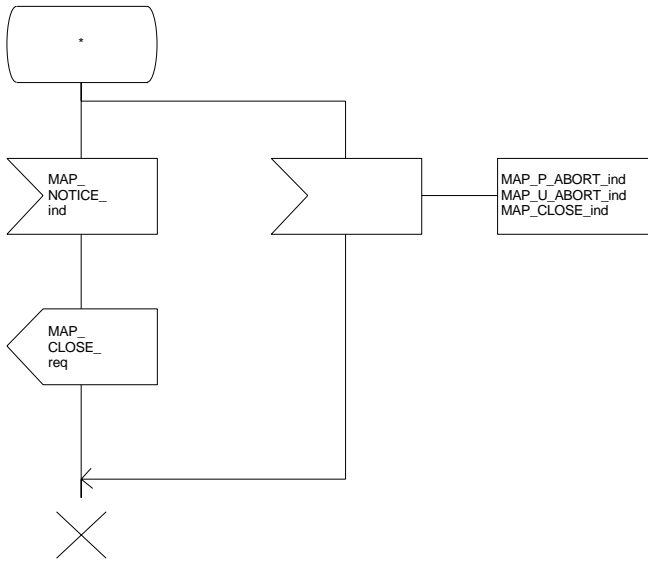 *
MAP_
NOTICE_
ind
MAP_P_ABORT_ind
MAP_U_ABORT_ind
MAP_CLOSE_ind
MAP_
CLOSE_
req